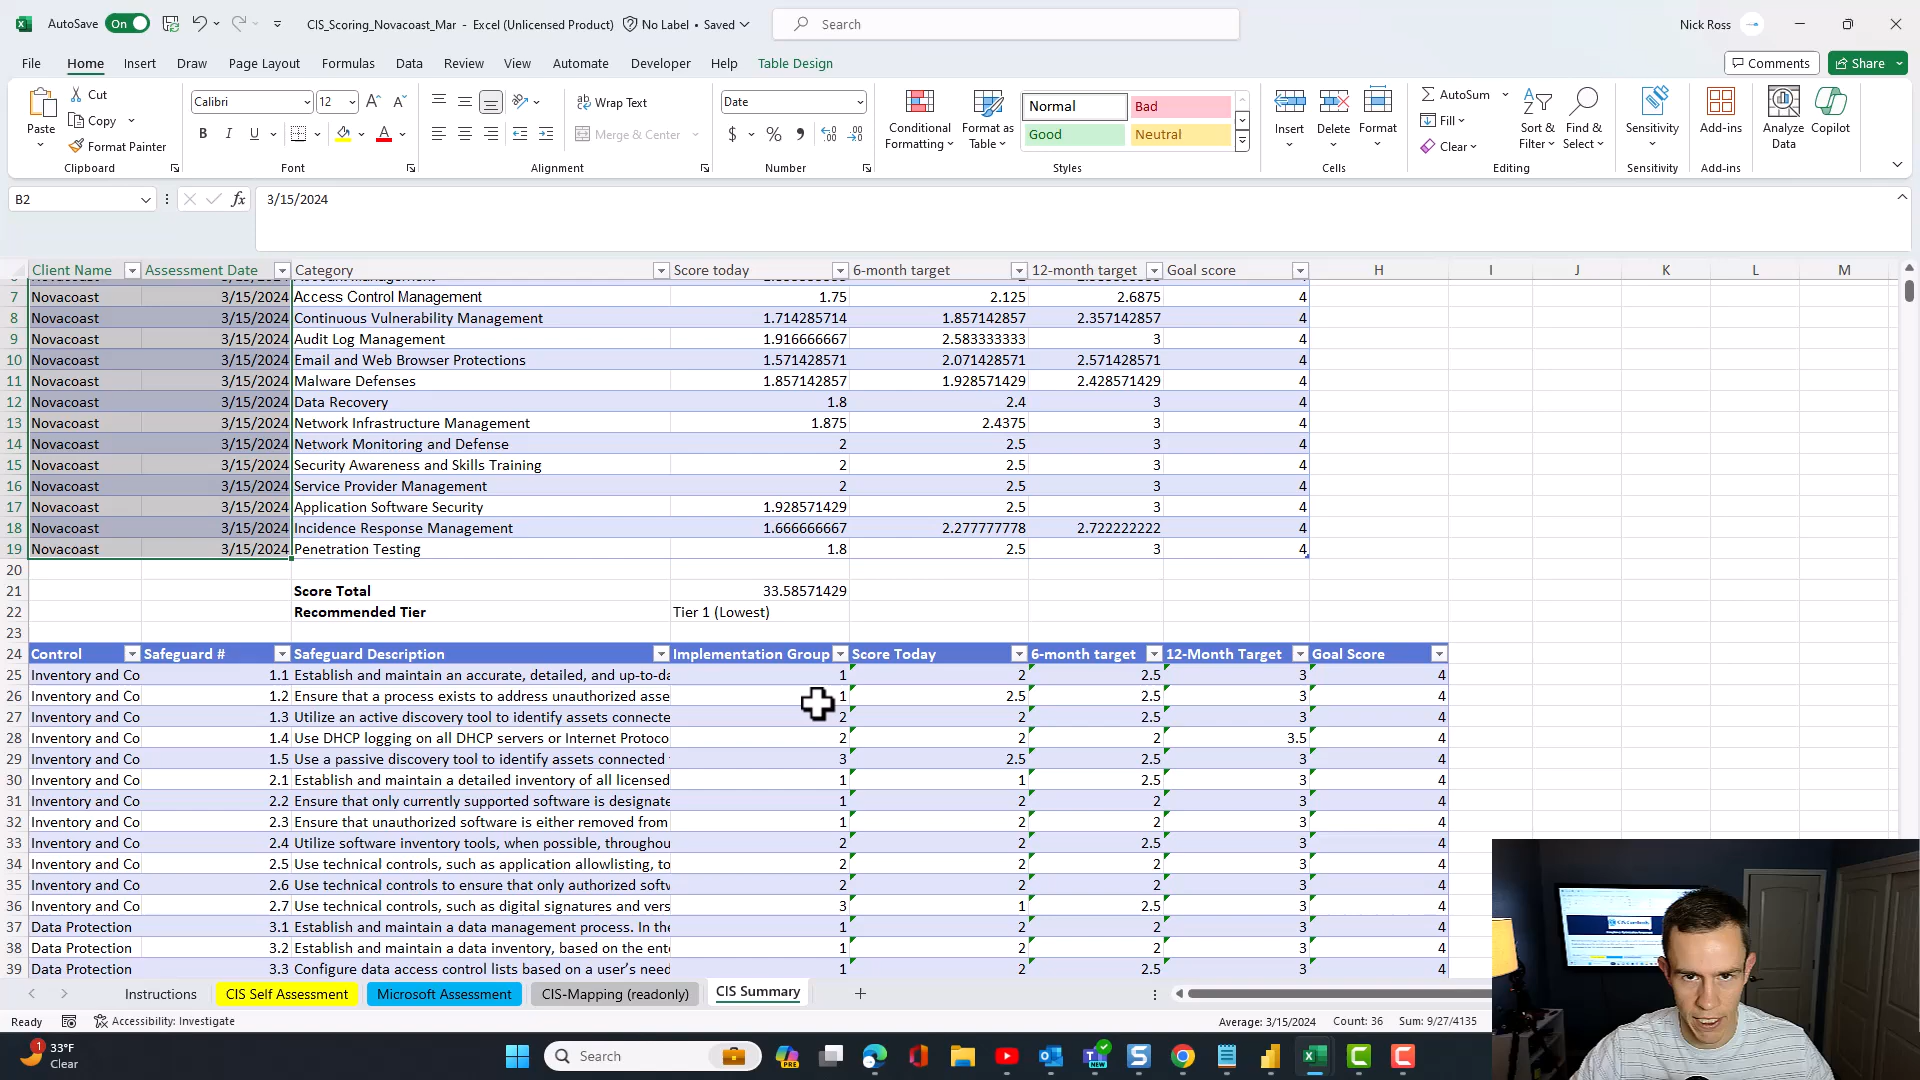 AutoSave On CIS_Scoring_Novacoast_Mar - Excel (Unlicensed Product) No Label • Saved Search Nick Ross
File Home Insert Draw Page Layout Formulas Data Review View Automate Developer Help Table Design Comments Share
Paste Cut Copy Format Painter Clipboard
Calibri 12 B I U Font
Wrap Text Merge & Center Alignment
Date $ % Number
Conditional Formatting Format as Table Normal Bad Good Neutral Styles
Insert Delete Format Cells
AutoSum Fill Clear Sort & Filter Find & Select Editing
Sensitivity Sensitivity Add-ins Add-ins Analyze Data Copilot
B2 fx 3/15/2024
Client Name Assessment Date Category Score today 6-month target 12-month target Goal score H I J K L M
7 Novacoast 3/15/2024 Access Control Management 1.75 2.125 2.6875 4
8 Novacoast 3/15/2024 Continuous Vulnerability Management 1.714285714 1.857142857 2.357142857 4
9 Novacoast 3/15/2024 Audit Log Management 1.916666667 2.583333333 3 4
10 Novacoast 3/15/2024 Email and Web Browser Protections 1.571428571 2.071428571 2.571428571 4
11 Novacoast 3/15/2024 Malware Defenses 1.857142857 1.928571429 2.428571429 4
12 Novacoast 3/15/2024 Data Recovery 1.8 2.4 3 4
13 Novacoast 3/15/2024 Network Infrastructure Management 1.875 2.4375 3 4
14 Novacoast 3/15/2024 Network Monitoring and Defense 2 2.5 3 4
15 Novacoast 3/15/2024 Security Awareness and Skills Training 2 2.5 3 4
16 Novacoast 3/15/2024 Service Provider Management 2 2.5 3 4
17 Novacoast 3/15/2024 Application Software Security 1.928571429 2.5 3 4
18 Novacoast 3/15/2024 Incidence Response Management 1.666666667 2.277777778 2.722222222 4
19 Novacoast 3/15/2024 Penetration Testing 1.8 2.5 3 4
20
21 Score Total 33.58571429
22 Recommended Tier Tier 1 (Lowest)
23
24 Control Safeguard # Safeguard Description Implementation Group Score Today 6-month target 12-Month Target Goal Score
25 Inventory and Co 1.1 Establish and maintain an accurate, detailed, and up-to-da 1 2 2.5 3 4
26 Inventory and Co 1.2 Ensure that a process exists to address unauthorized asse 1 2.5 2.5 3 4
27 Inventory and Co 1.3 Utilize an active discovery tool to identify assets connecte 2 2 2.5 3 4
28 Inventory and Co 1.4 Use DHCP logging on all DHCP servers or Internet Protoco 2 2 2 3.5 4
29 Inventory and Co 1.5 Use a passive discovery tool to identify assets connected 3 2.5 2.5 3 4
30 Inventory and Co 2.1 Establish and maintain a detailed inventory of all licensed 1 1 2.5 3 4
31 Inventory and Co 2.2 Ensure that only currently supported software is designate 1 2 2 3 4
32 Inventory and Co 2.3 Ensure that unauthorized software is either removed from 1 2 2 3 4
33 Inventory and Co 2.4 Utilize software inventory tools, when possible, throughou 2 2 2.5 3 4
34 Inventory and Co 2.5 Use technical controls, such as application allowlisting, to 2 2 2 3 4
35 Inventory and Co 2.6 Use technical controls to ensure that only authorized softw 2 2 2 3 4
36 Inventory and Co 2.7 Use technical controls, such as digital signatures and vers 3 1 2.5 3 4
37 Data Protection 3.1 Establish and maintain a data management process. In the 1 2 2 3 4
38 Data Protection 3.2 Establish and maintain a data inventory, based on the ente 1 2 2 3 4
39 Data Protection 3.3 Configure data access control lists based on a user's need 1 2 2.5 3 4
Instructions CIS Self Assessment Microsoft Assessment CIS-Mapping (readonly) CIS Summary
Ready Accessibility: Investigate Average: 3/15/2024 Count: 36 Sum: 9/27/4135
1 33°F Clear Search